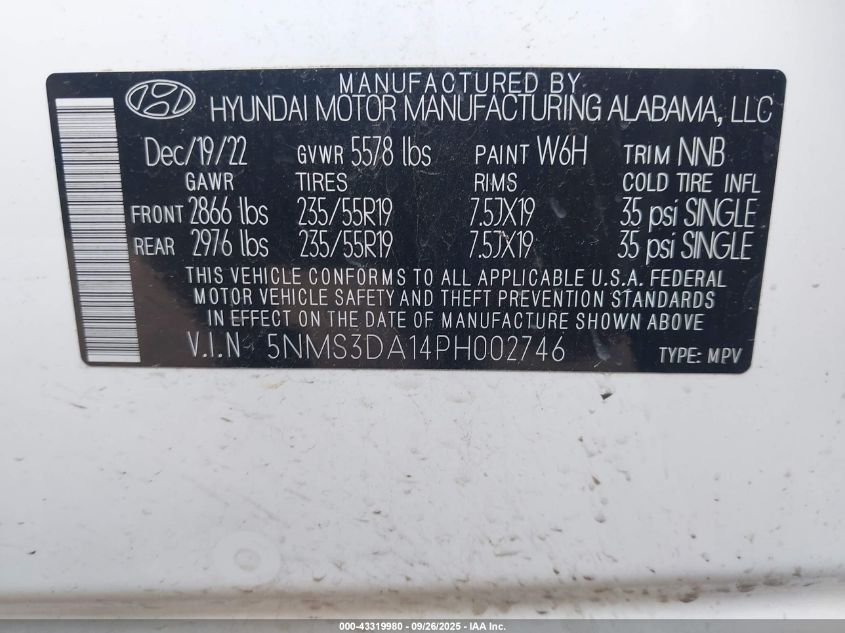 MANUFACTURED BY
HYUNDAI MOTOR MANUFACTURING ALABAMA, LLC
Dec/19/22 GVWR 5578 lbs PAINT W6H TRIM NNB
GAWR TIRES RIMS COLD TIRE INFL
FRONT 2866 lbs 235/55R19 7.5JX19 35 psi SINGLE
REAR 2976 lbs 235/55R19 7.5JX19 35 psi SINGLE
THIS VEHICLE CONFORMS TO ALL APPLICABLE U.S.A. FEDERAL
MOTOR VEHICLE SAFETY AND THEFT PREVENTION STANDARDS
IN EFFECT ON THE DATE OF MANUFACTURE SHOWN ABOVE
V.I.N 5NMS3DA14PH002746 TYPE: MPV
000-43319980 - 09/26/2025 - IAA Inc.